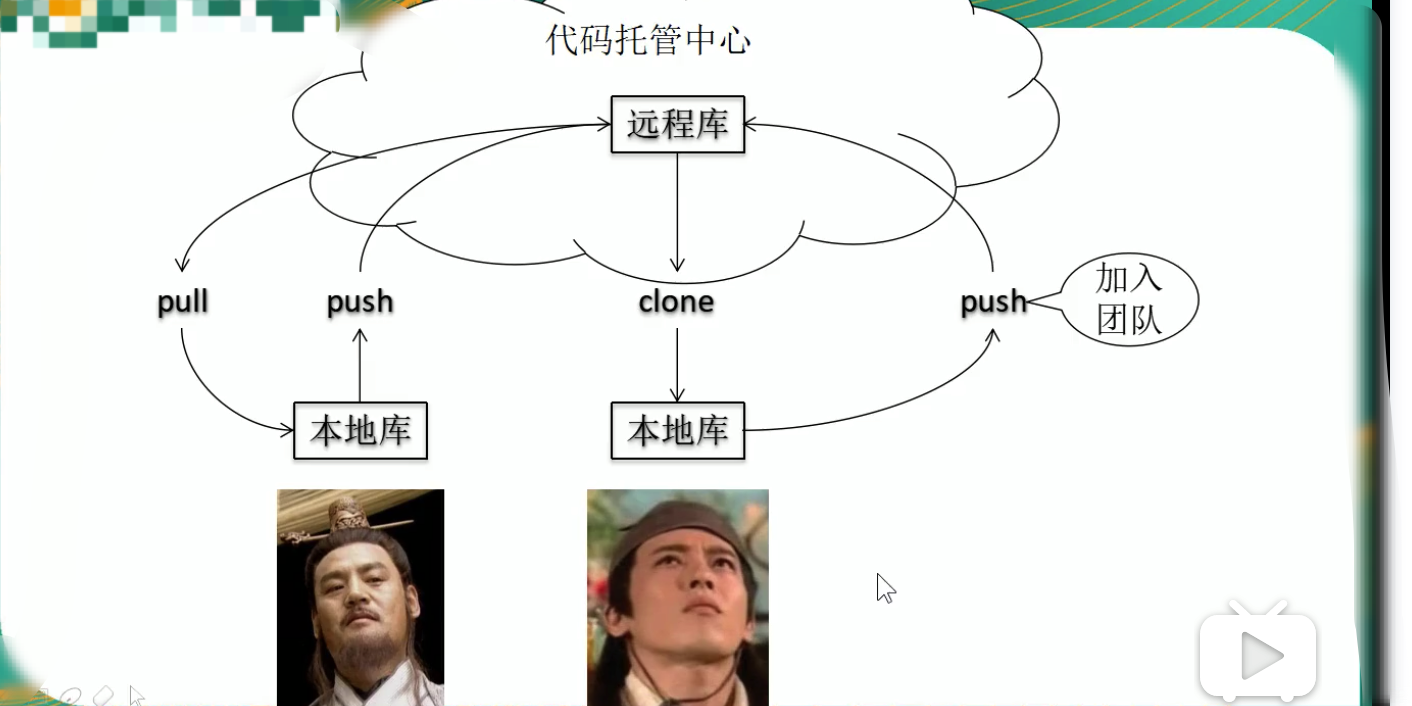 代码托管中心
远程库
pull
push
clone
push
加入
团队
本地库
本地库